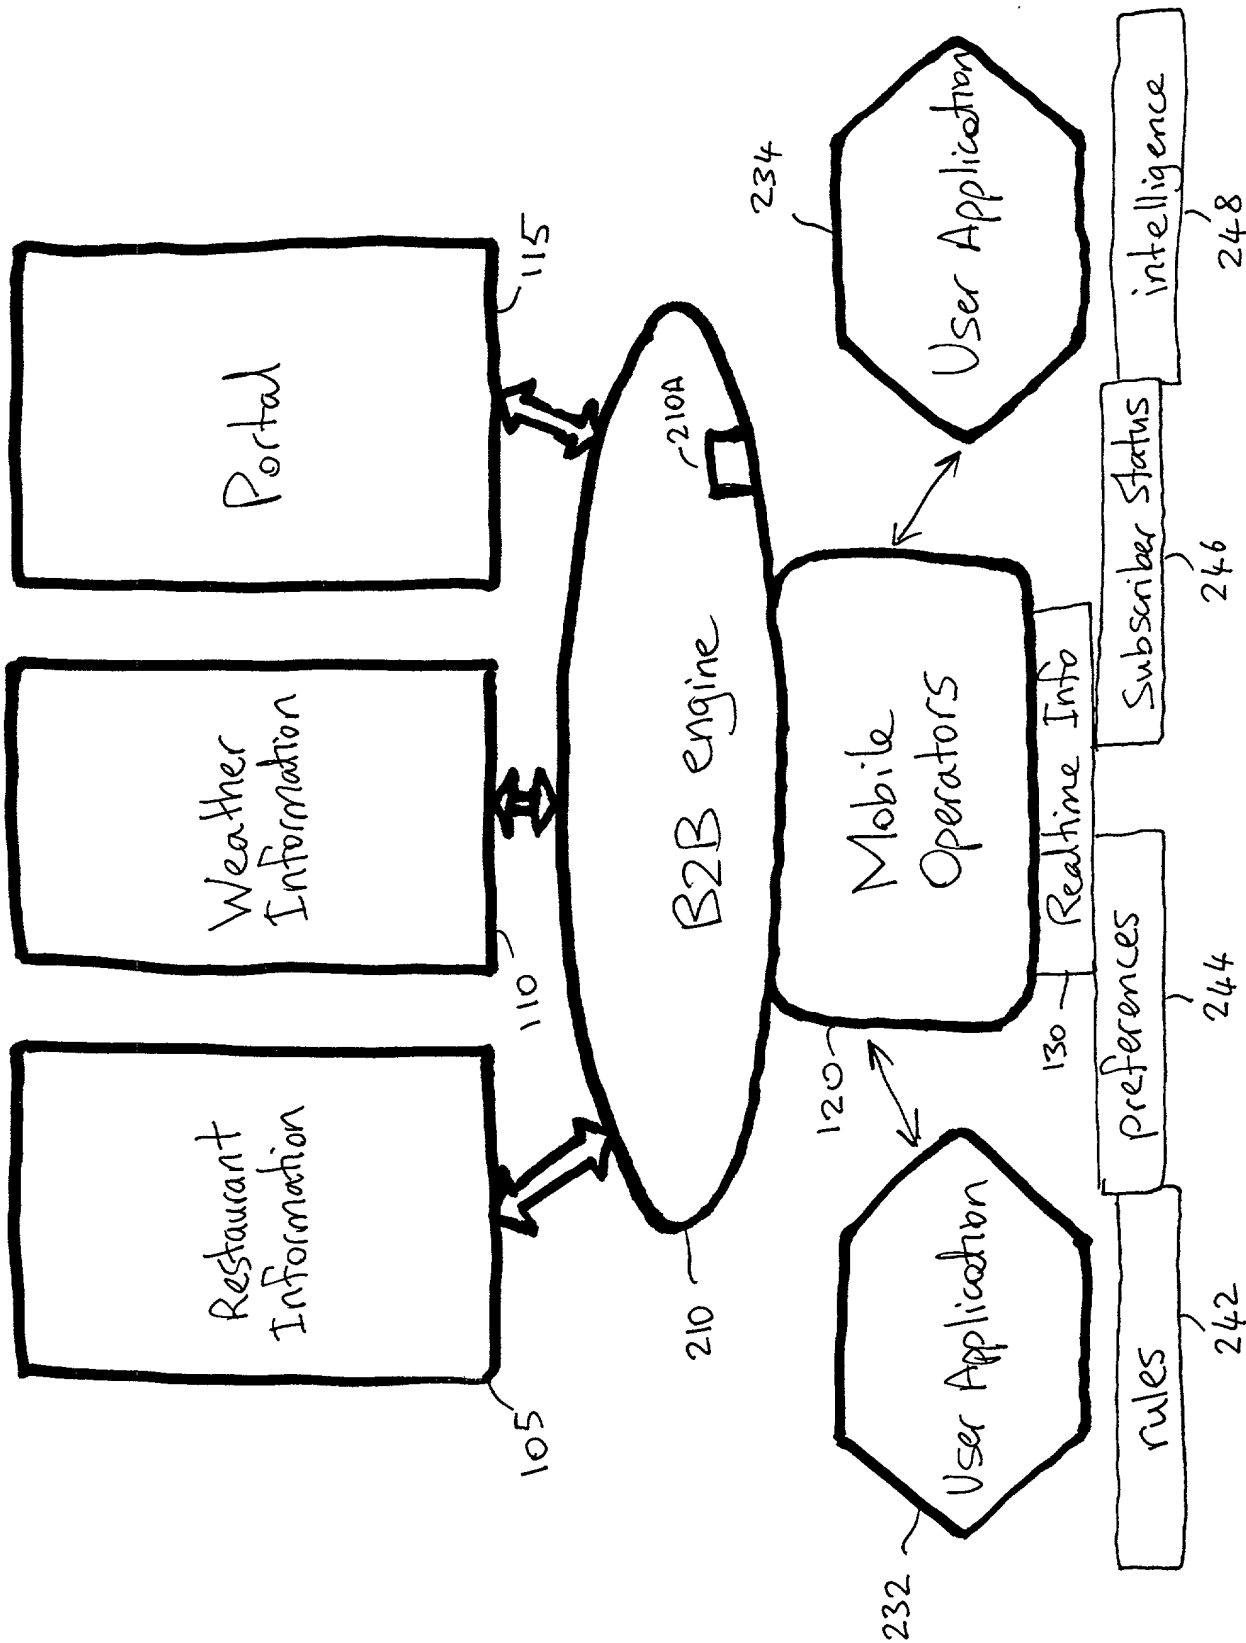 Restaurant
Information
105
Weather
Information
110
Portal
115
B2B engine
210
210A
Mobile
Operators
120
Realtime Info
130
User Application
232
User Application
234
rules
242
preferences
244
Subscriber Status
246
intelligence
248